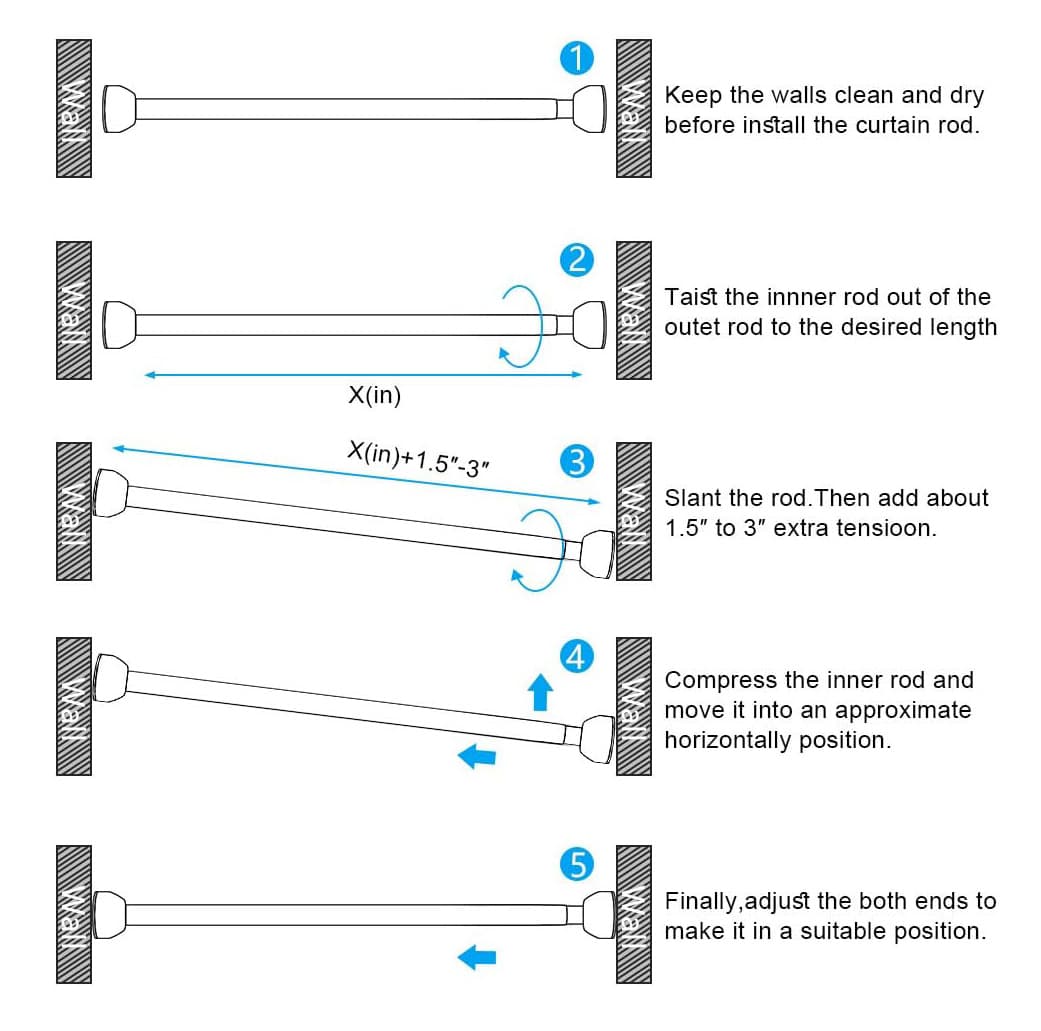 1
Wall
Wall
Keep the walls clean and dry
before install the curtain rod.
2
Wall
Wall
Taist the innner rod out of the
outet rod to the desired length
X(in)
X(in)+1.5″-3″
3
Wall
Wall
Slant the rod.Then add about
1.5″ to 3″ extra tensioon.
4
Wall
Wall
Compress the inner rod and
move it into an approximate
horizontally position.
5
Wall
Wall
Finally,adjust the both ends to
make it in a suitable position.